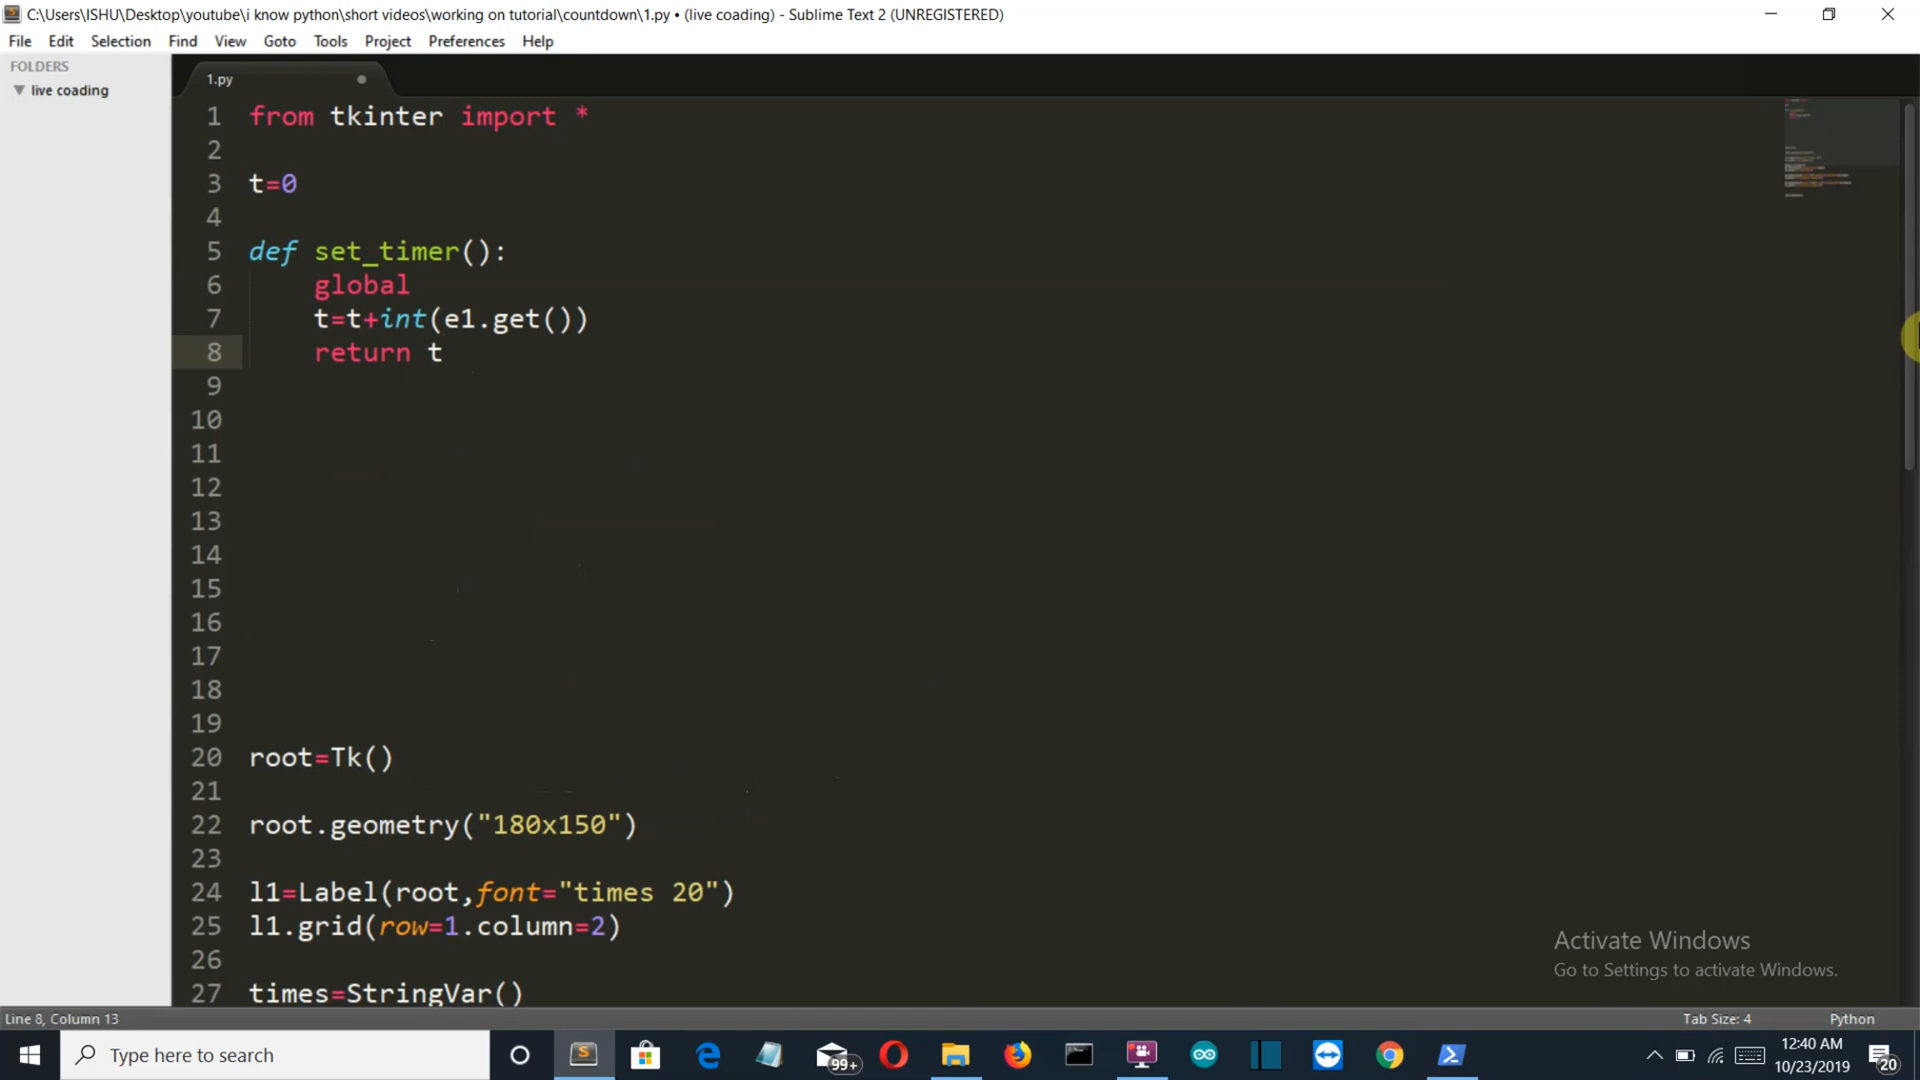 C:\Users\ISHU\Desktop\youtube\i know python\short videos\working on tutorial\countdown\1.py • (live coading) - Sublime Text 2 (UNREGISTERED)
File Edit Selection Find View Goto Tools Project Preferences Help
FOLDERS
live coading
1.py
1 from tkinter import *
2
3 t=0
4
5 def set_timer():
6 global
7 t=t+int(e1.get())
8 return t
9
10
11
12
13
14
15
16
17
18
19
20 root=Tk()
21
22 root.geometry("180x150")
23
24 l1=Label(root,font="times 20")
25 l1.grid(row=1.column=2)
26
27 times=StringVar()
Activate Windows
Go to Settings to activate Windows.
Line 8, Column 13 Tab Size: 4 Python
Type here to search
99+
12:40 AM
10/23/2019
20